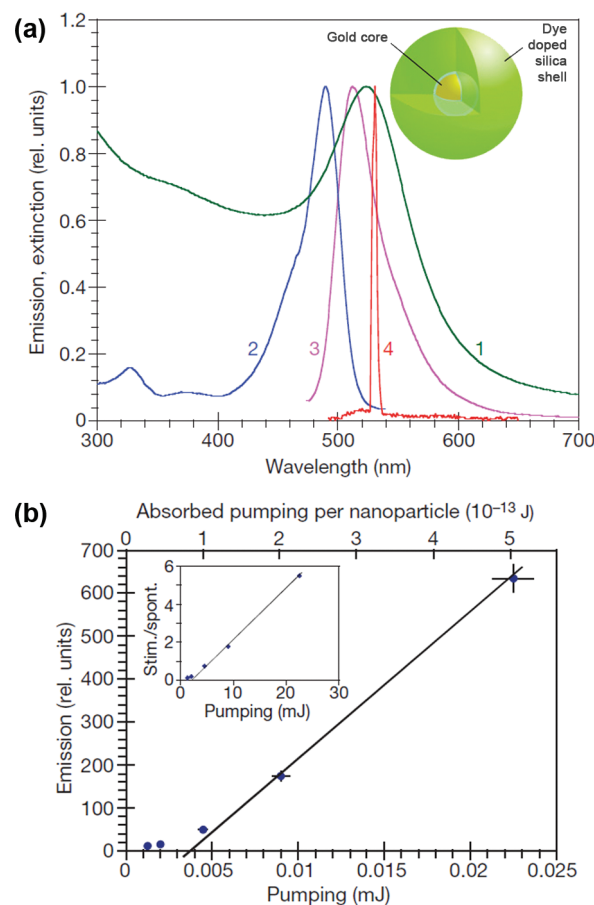 (a)
1.2
1.0
0.8
0.6
0.4
0.2
0
Emission, extinction (rel. units)
Gold core
Dye
doped
silica
shell
2
3
4
1
300
400
500
600
700
Wavelength (nm)
(b)
Absorbed pumping per nanoparticle (10⁻¹³ J)
0 1 2 3 4 5
700
600
500
400
300
200
100
0
Emission (rel. units)
6
4
2
0
Stim./spont.
0 10 20 30
Pumping (mJ)
0 0.005 0.01 0.015 0.02 0.025
Pumping (mJ)